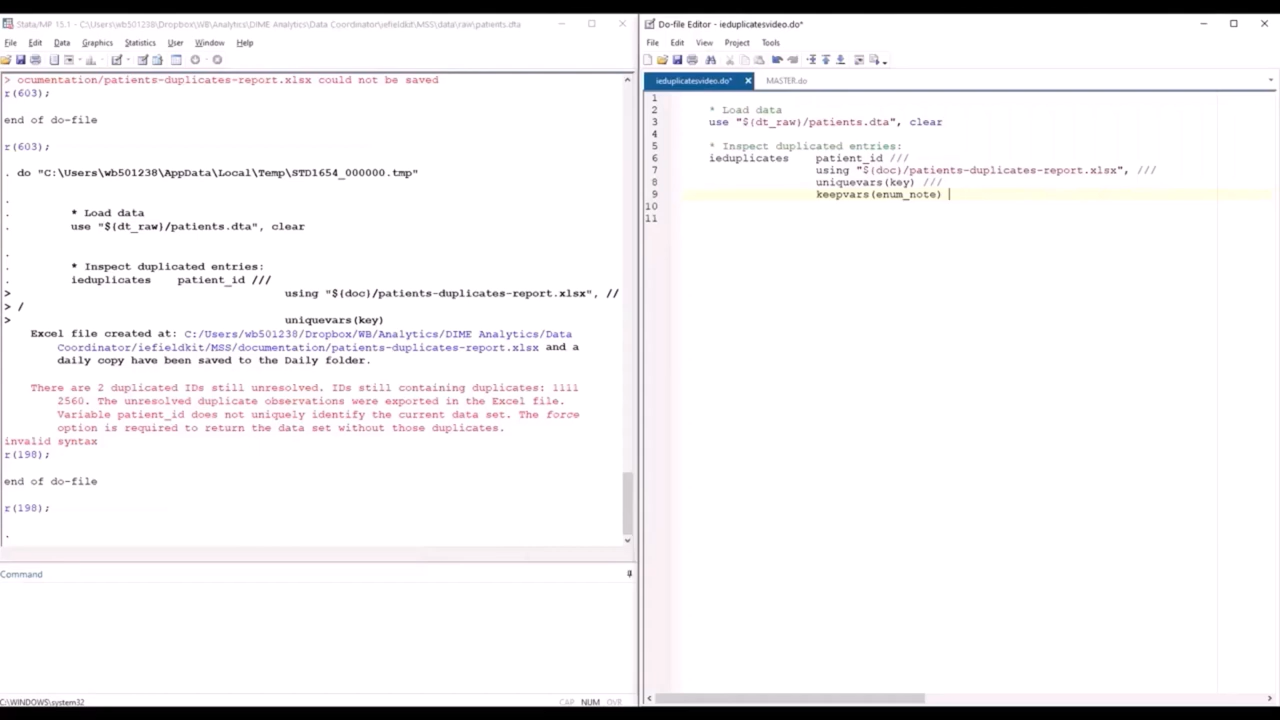 Stata/MP 15.1 - C:\Users\wb501238\Dropbox\WB\Analytics\DIME Analytics\Data Coordinator\iefieldkit\MSS\data\raw\patients.dta
File Edit Data Graphics Statistics User Window Help
> ocumentation/patients-duplicates-report.xlsx could not be saved
r(603);
end of do-file
r(603);
. do "C:\Users\wb501238\AppData\Local\Temp\STD1654_000000.tmp"
.
. * Load data
. use "${dt_raw}/patients.dta", clear
.
. * Inspect duplicated entries:
. ieduplicates patient_id ///
> using "${doc}/patients-duplicates-report.xlsx", //
> /
> uniquevars(key)
Excel file created at: C:/Users/wb501238/Dropbox/WB/Analytics/DIME Analytics/Data
Coordinator/iefieldkit/MSS/documentation/patients-duplicates-report.xlsx and a
daily copy have been saved to the Daily folder.
There are 2 duplicated IDs still unresolved. IDs still containing duplicates: 1111
2560. The unresolved duplicate observations were exported in the Excel file.
Variable patient_id does not uniquely identify the current data set. The force
option is required to return the data set without those duplicates.
invalid syntax
r(198);
end of do-file
r(198);
.
Command
C:\WINDOWS\system32
CAP NUM OVR
Do-file Editor - ieduplicatesvideo.do*
File Edit View Project Tools
ieduplicatesvideo.do* MASTER.do
1
2 * Load data
3 use "${dt_raw}/patients.dta", clear
4
5 * Inspect duplicated entries:
6 ieduplicates patient_id ///
7 using "${doc}/patients-duplicates-report.xlsx", ///
8 uniquevars(key) ///
9 keepvars(enum_note)
10
11